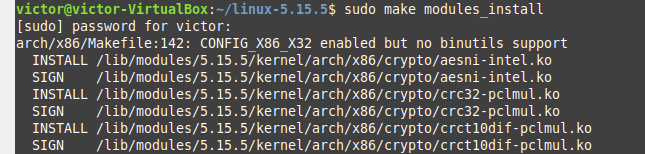 victor@victor-VirtualBox:~/linux-5.15.5$ sudo make modules_install
[sudo] password for victor:
arch/x86/Makefile:142: CONFIG_X86_X32 enabled but no binutils support
  INSTALL /lib/modules/5.15.5/kernel/arch/x86/crypto/aesni-intel.ko
  SIGN    /lib/modules/5.15.5/kernel/arch/x86/crypto/aesni-intel.ko
  INSTALL /lib/modules/5.15.5/kernel/arch/x86/crypto/crc32-pclmul.ko
  SIGN    /lib/modules/5.15.5/kernel/arch/x86/crypto/crc32-pclmul.ko
  INSTALL /lib/modules/5.15.5/kernel/arch/x86/crypto/crct10dif-pclmul.ko
  SIGN    /lib/modules/5.15.5/kernel/arch/x86/crypto/crct10dif-pclmul.ko